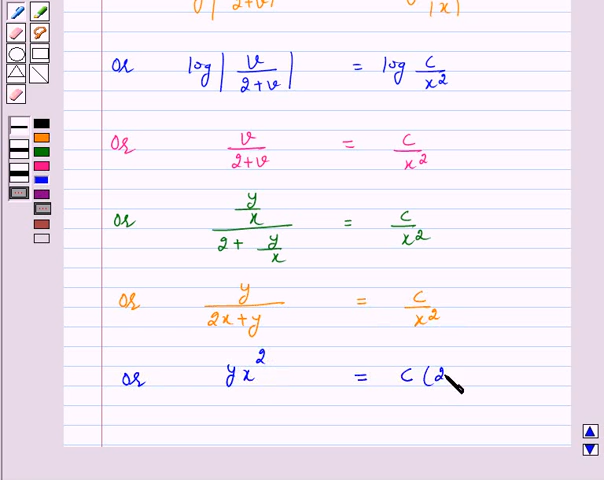 or log|v/(2+v)| = log c/x²
or v/(2+v) = c/x²
or (y/x)/(2 + y/x) = c/x²
or y/(2x+y) = c/x²
or yx² = c(2